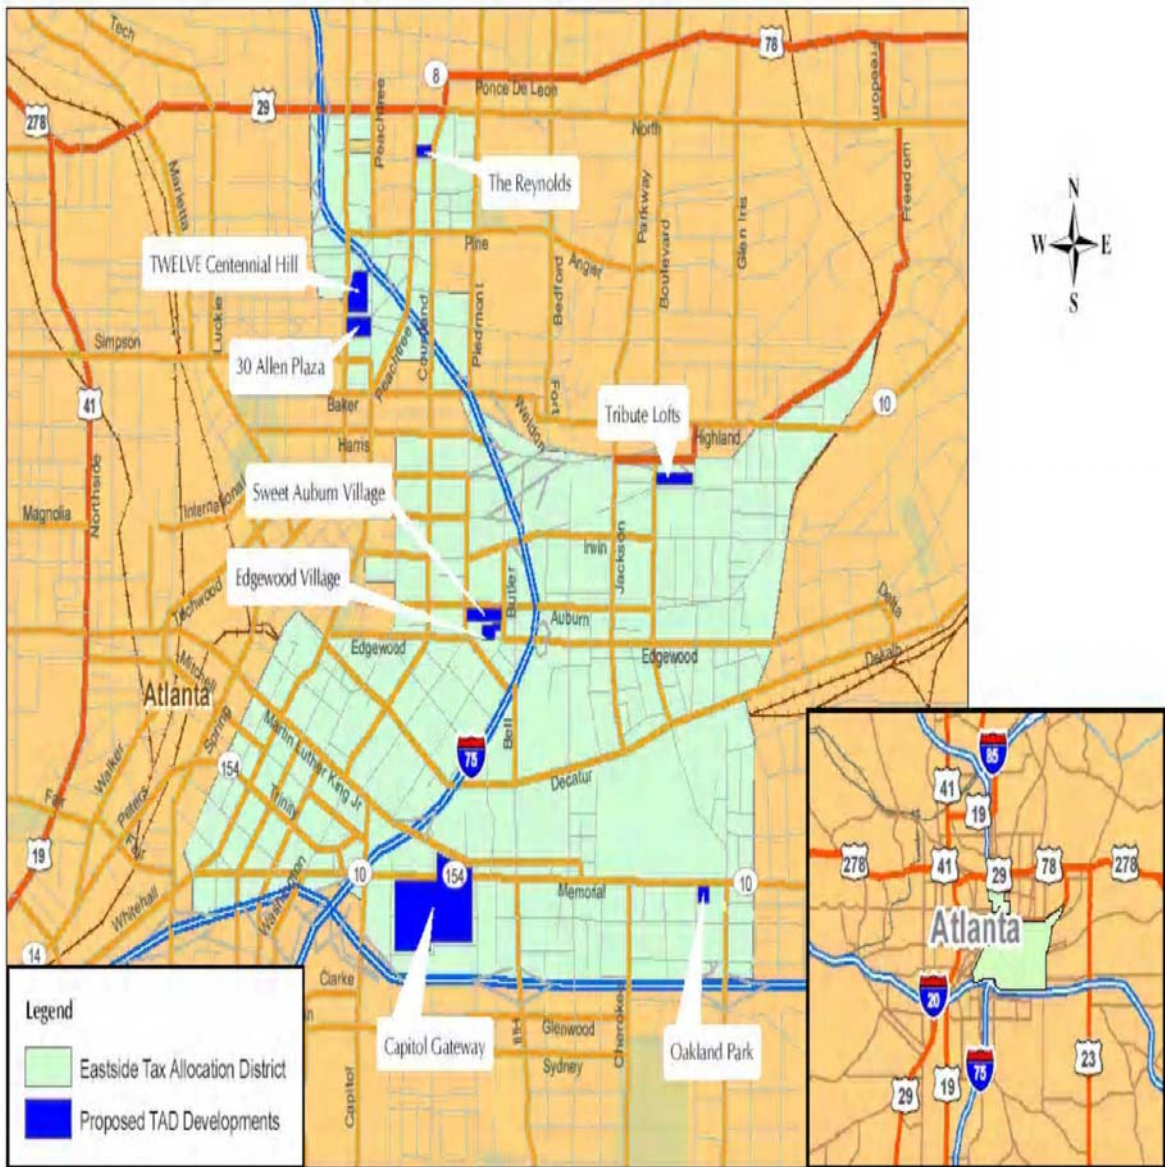 Tech
78
Freedom
8
Ponce De Leon
29
278
Peachtree
North
Marietta
The Reynolds
Freedom
Parkway
Boulevard
Glen Iris
N
W E
S
Pine
Angier
TWELVE Centennial Hill
Luckie
Courtland
Piedmont
Bedford
Simpson
30 Allen Plaza
Peachtree
41
Baker
Fort
Weldon
Tribute Lofts
10
Highland
Harris
Northside
Sweet Auburn Village
International
Magnolia
Irwin
Jackson
Edgewood Village
Butler
Techwood
Auburn
Delta
Edgewood
Edgewood
Dekalb
Mitchell
Atlanta
Spring
Martin Luther King Jr
Bell
75
Walker
154
Decatur
Peters
Trinity
Fair
Fair
19
10
154
Memorial
10
Whitehall
Washington
14
Clarke
Capitol Gateway
Glenwood
Cherokee
Oakland Park
Sydney
Capitol
Legend
Eastside Tax Allocation District
Proposed TAD Developments
85
41
19
278
41
29
78
278
Atlanta
20
75
23
29
19